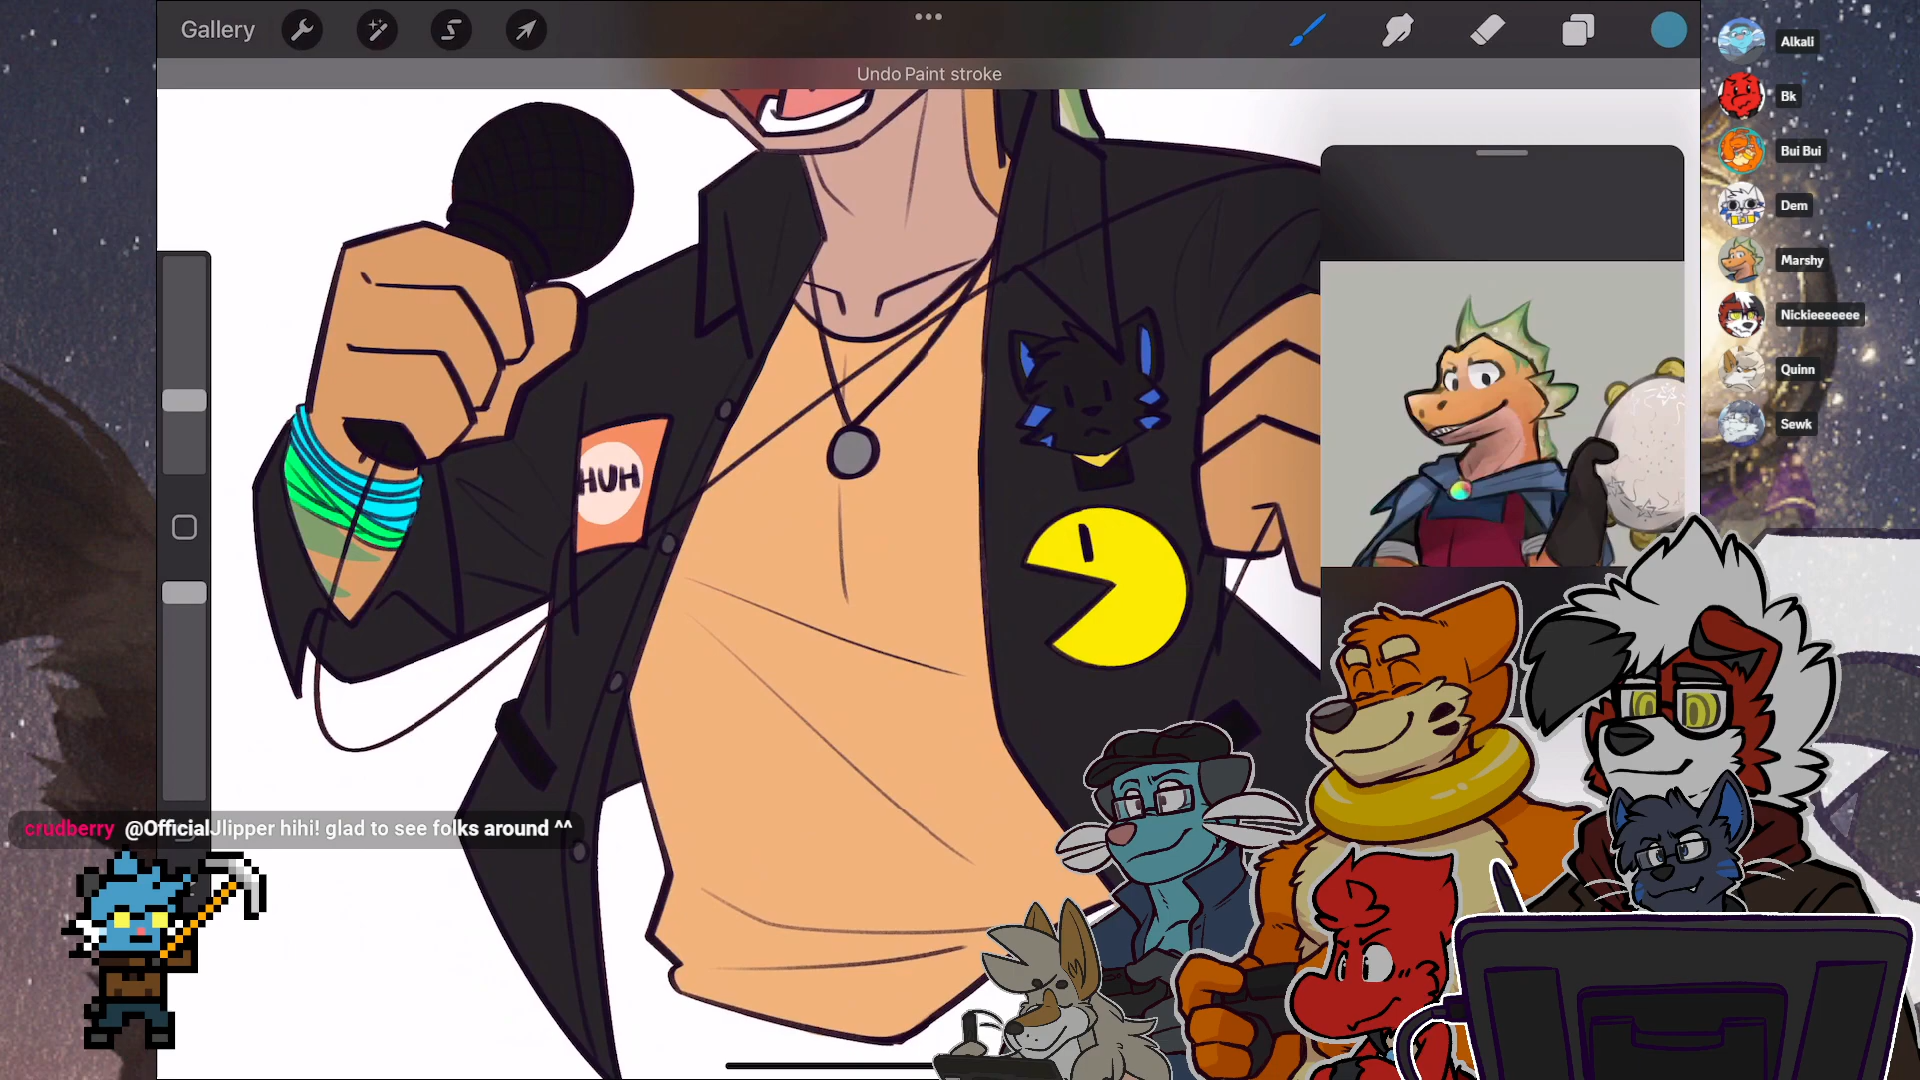 Gallery
Undo Paint stroke
HUH
Alkali
Bk
Bui Bui
Dem
Marshy
Nickieeeeeee
Quinn
Sewk
crudberry @OfficialJlipper hihi! glad to see folks around ^^